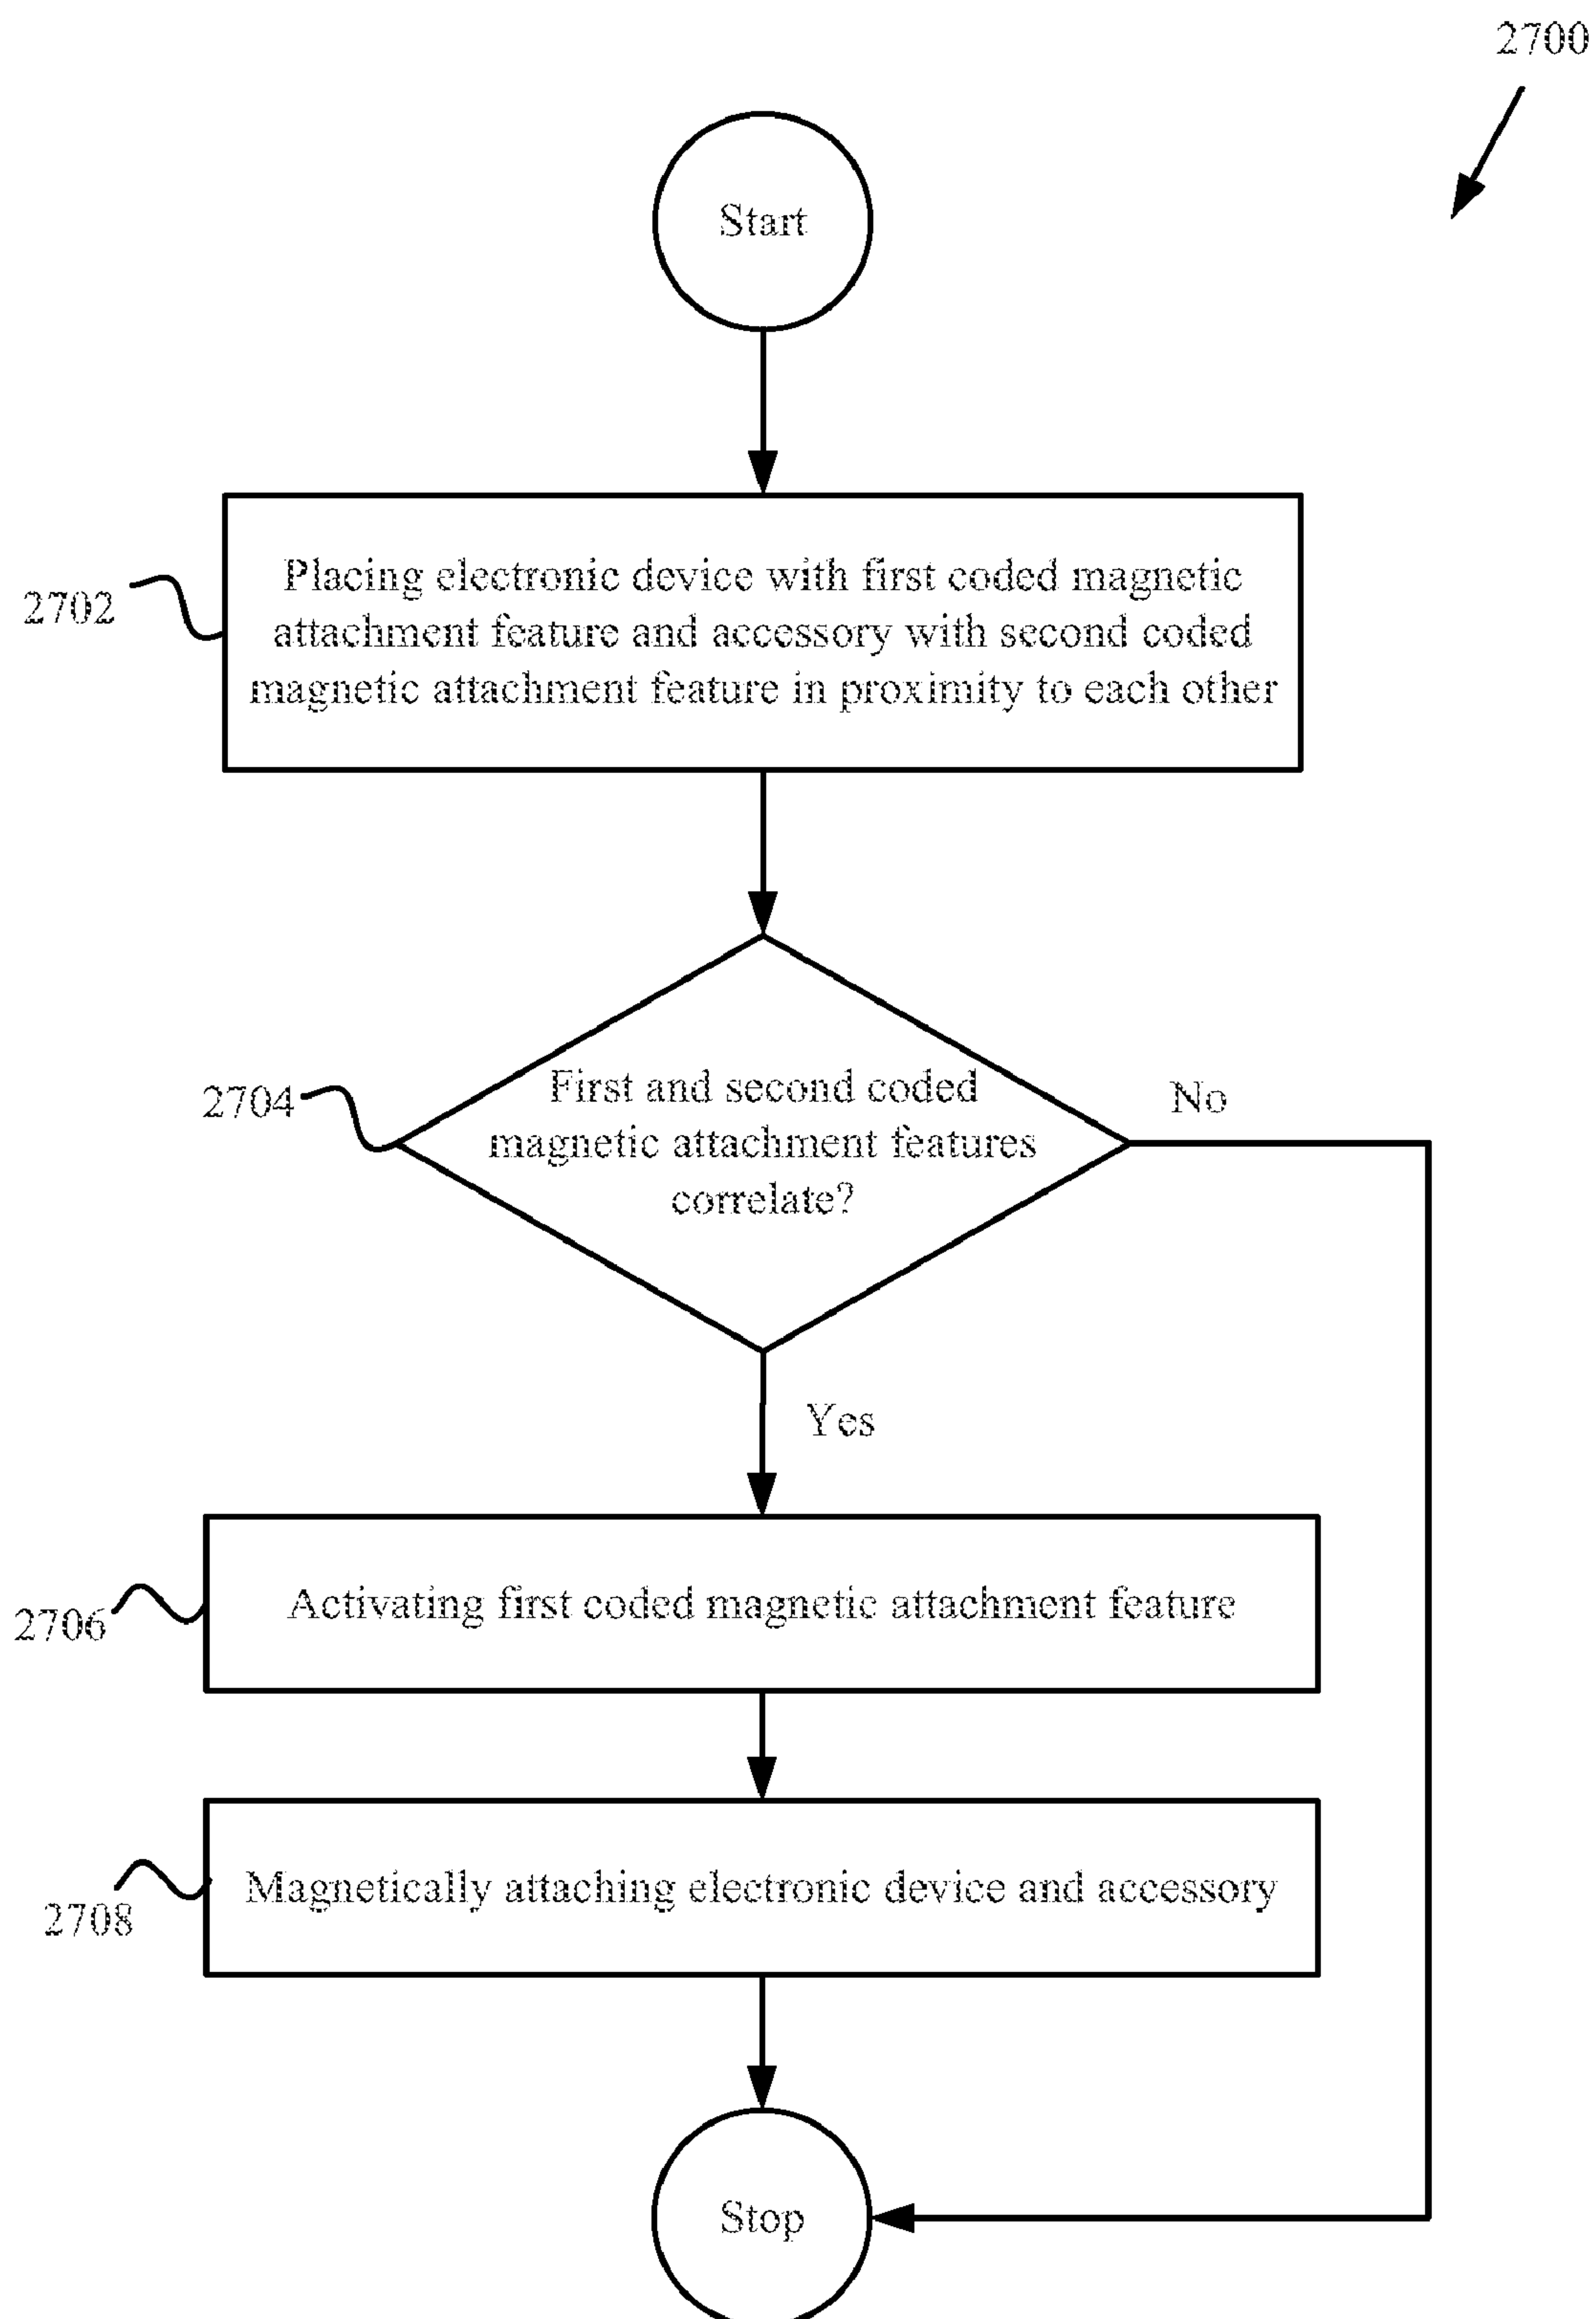 2700
Start
2702
Placing electronic device with first coded magnetic
attachment feature and accessory with second coded
magnetic attachment feature in proximity to each other
2704
First and second coded
magnetic attachment features
correlate?
No
Yes
2706
Activating first coded magnetic attachment feature
2708
Magnetically attaching electronic device and accessory
Stop